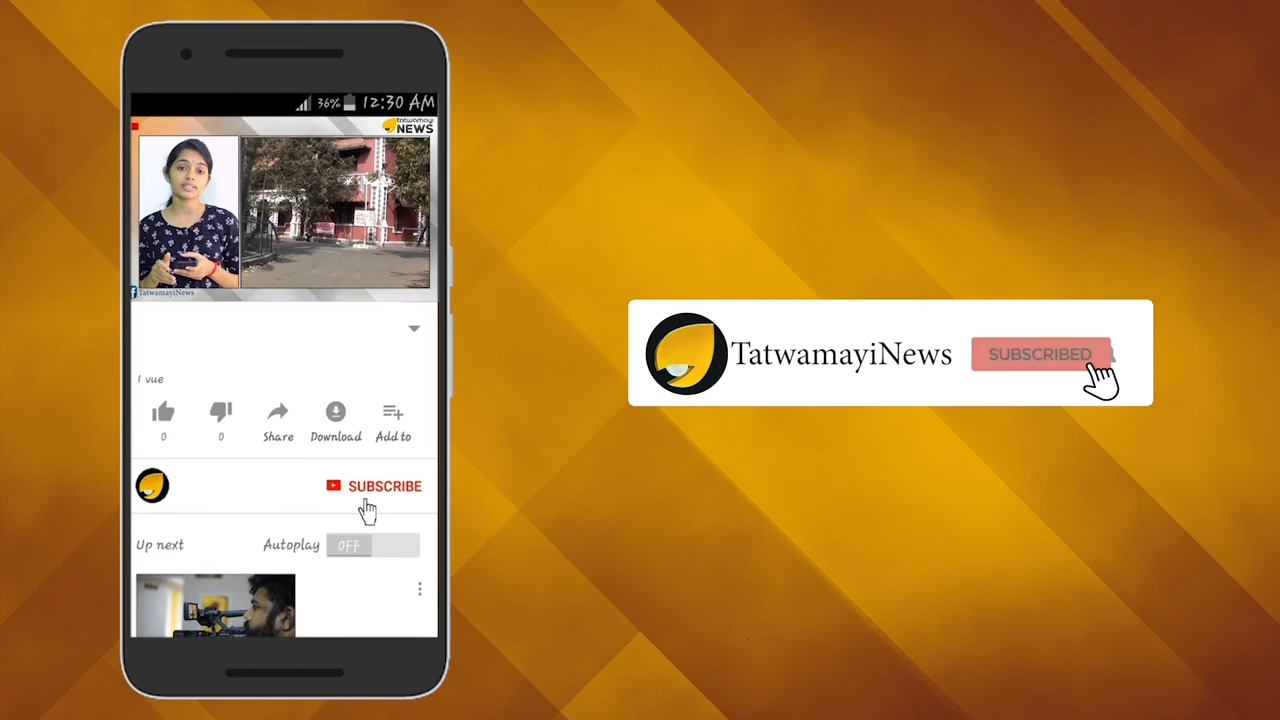 36% 12:30 AM
tatwamayi
NEWS
TatwamayiNews
1 vue
0 0 Share Download Add to
SUBSCRIBE
Up next Autoplay OFF
TatwamayiNews SUBSCRIBED